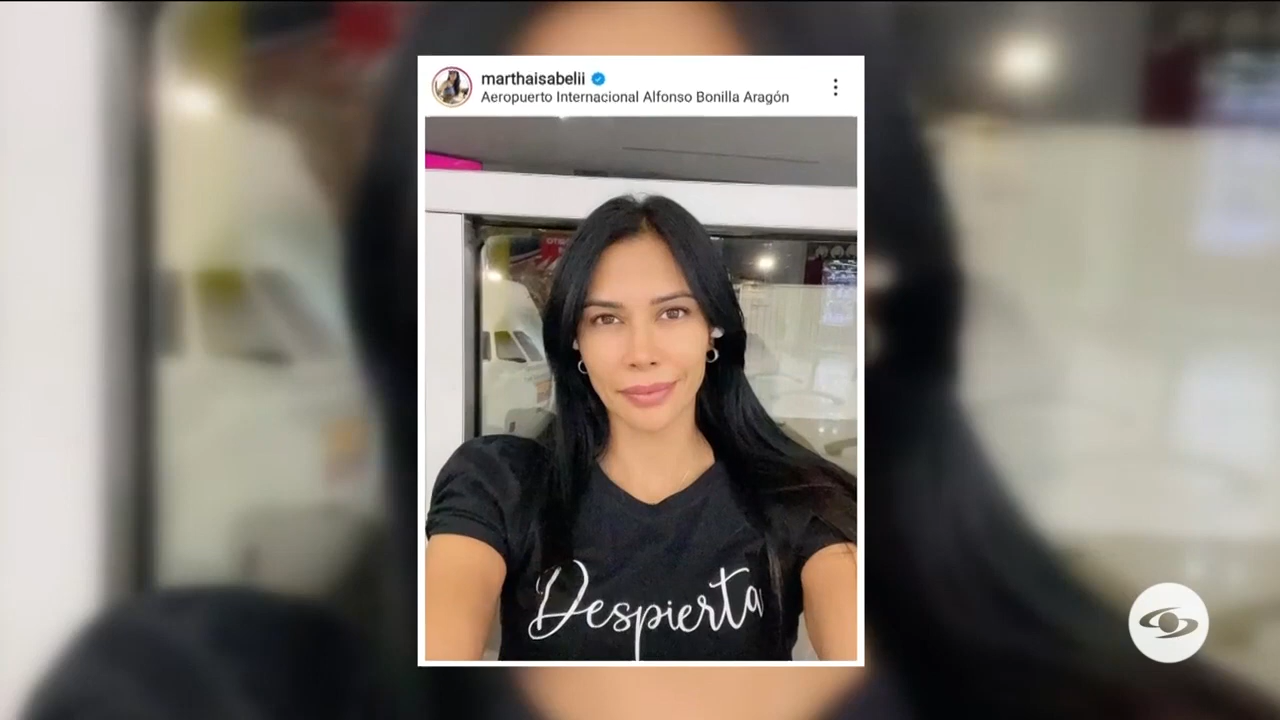 marthaisabelii
Aeropuerto Internacional Alfonso Bonilla Aragón
Despierta